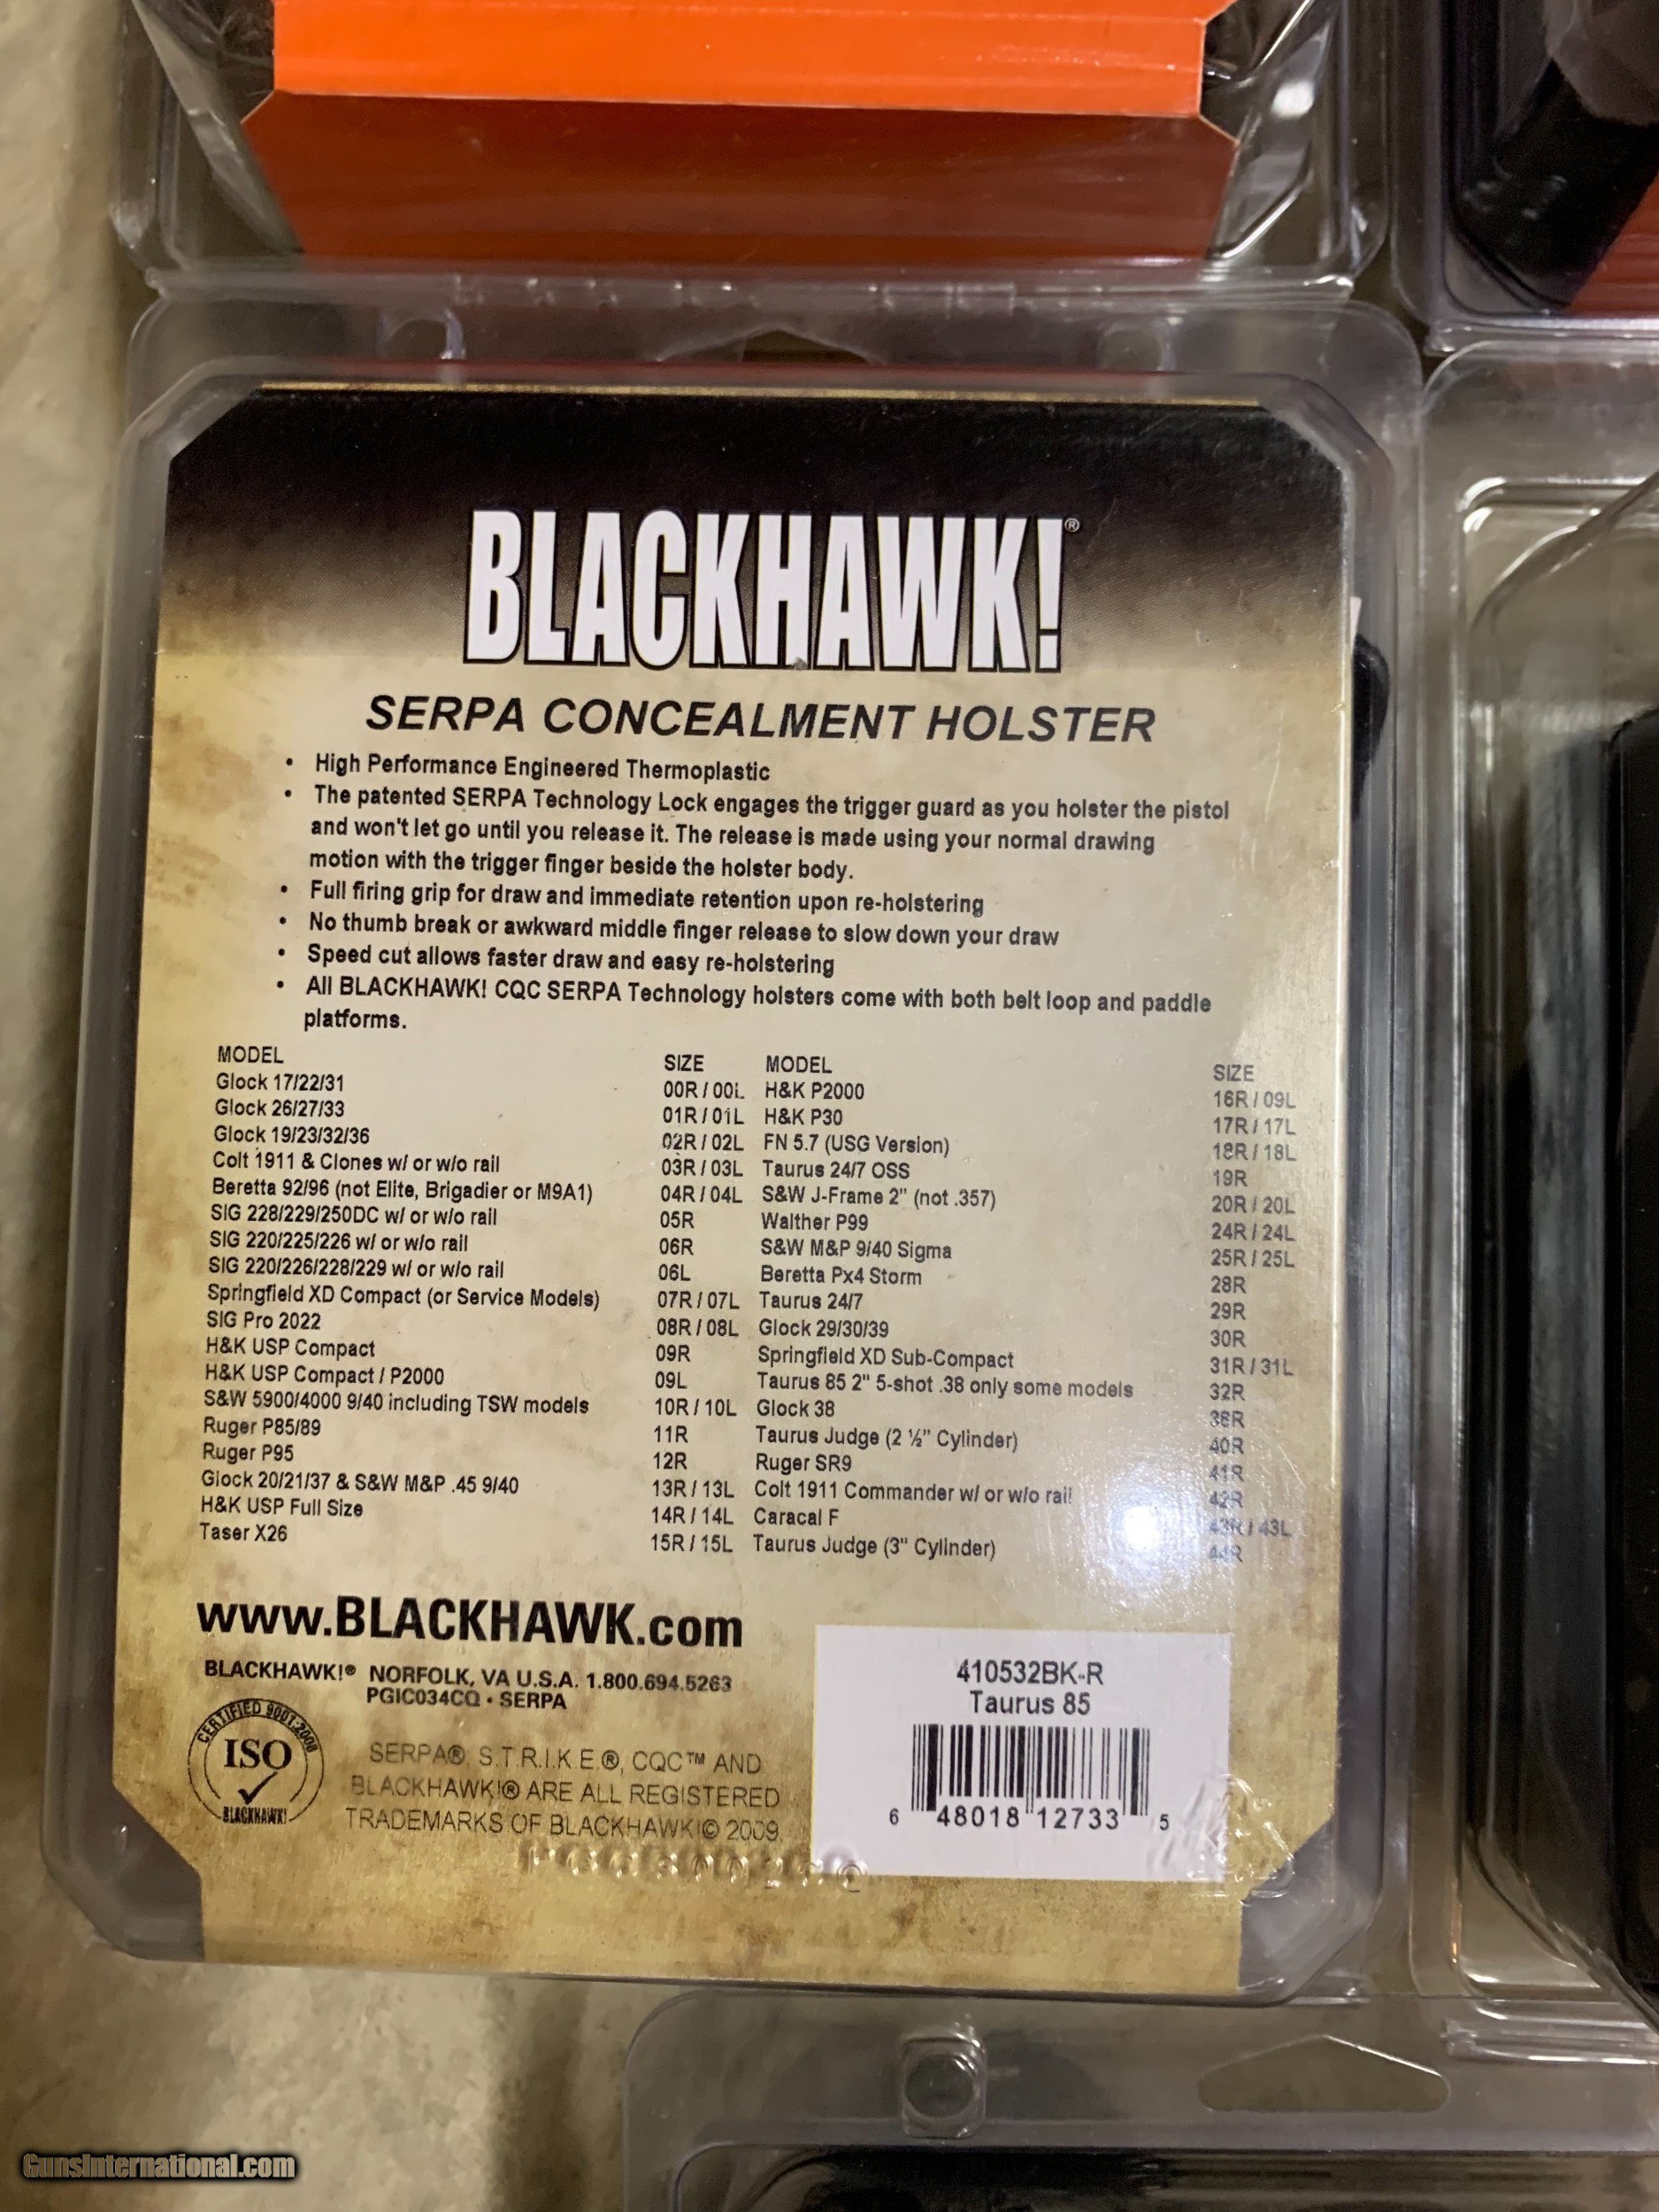 BLACKHAWK!®
SERPA CONCEALMENT HOLSTER
• High Performance Engineered Thermoplastic
• The patented SERPA Technology Lock engages the trigger guard as you holster the pistol
and won't let go until you release it. The release is made using your normal drawing
motion with the trigger finger beside the holster body.
• Full firing grip for draw and immediate retention upon re-holstering
• No thumb break or awkward middle finger release to slow down your draw
• Speed cut allows faster draw and easy re-holstering
• All BLACKHAWK! CQC SERPA Technology holsters come with both belt loop and paddle
platforms.
MODEL SIZE MODEL SIZE
Glock 17/22/31 00R / 00L H&K P2000 16R / 09L
Glock 26/27/33 01R / 01L H&K P30 17R / 17L
Glock 19/23/32/36 02R / 02L FN 5.7 (USG Version) 18R / 18L
Colt 1911 & Clones w/ or w/o rail 03R / 03L Taurus 24/7 OSS 19R
Beretta 92/96 (not Elite, Brigadier or M9A1) 04R / 04L S&W J-Frame 2" (not .357) 20R / 20L
SIG 228/229/250DC w/ or w/o rail 05R Walther P99 24R / 24L
SIG 220/225/226 w/ or w/o rail 06R S&W M&P 9/40 Sigma 25R / 25L
SIG 220/226/228/229 w/ or w/o rail 06L Beretta Px4 Storm 28R
Springfield XD Compact (or Service Models) 07R / 07L Taurus 24/7 29R
SIG Pro 2022 08R / 08L Glock 29/30/39 30R
H&K USP Compact 09R Springfield XD Sub-Compact 31R / 31L
H&K USP Compact / P2000 09L Taurus 85 2" 5-shot .38 only some models 32R
S&W 5900/4000 9/40 including TSW models 10R / 10L Glock 38 38R
Ruger P85/89 11R Taurus Judge (2 ½" Cylinder) 40R
Ruger P95 12R Ruger SR9 41R
Glock 20/21/37 & S&W M&P .45 9/40 13R / 13L Colt 1911 Commander w/ or w/o rail 42R
H&K USP Full Size 14R / 14L Caracal F 43R / 43L
Taser X26 15R / 15L Taurus Judge (3" Cylinder) 44R
www.BLACKHAWK.com
BLACKHAWK!® NORFOLK, VA U.S.A. 1.800.694.5263
PGIC034CQ • SERPA
CERTIFIED 9001:2008
ISO
BLACKHAWK!
SERPA®, S.T.R.I.K.E.®, CQC™ AND
BLACKHAWK!® ARE ALL REGISTERED
TRADEMARKS OF BLACKHAWK!© 2009.
410532BK-R
Taurus 85
6 48018 12733 5
GunsInternational.com